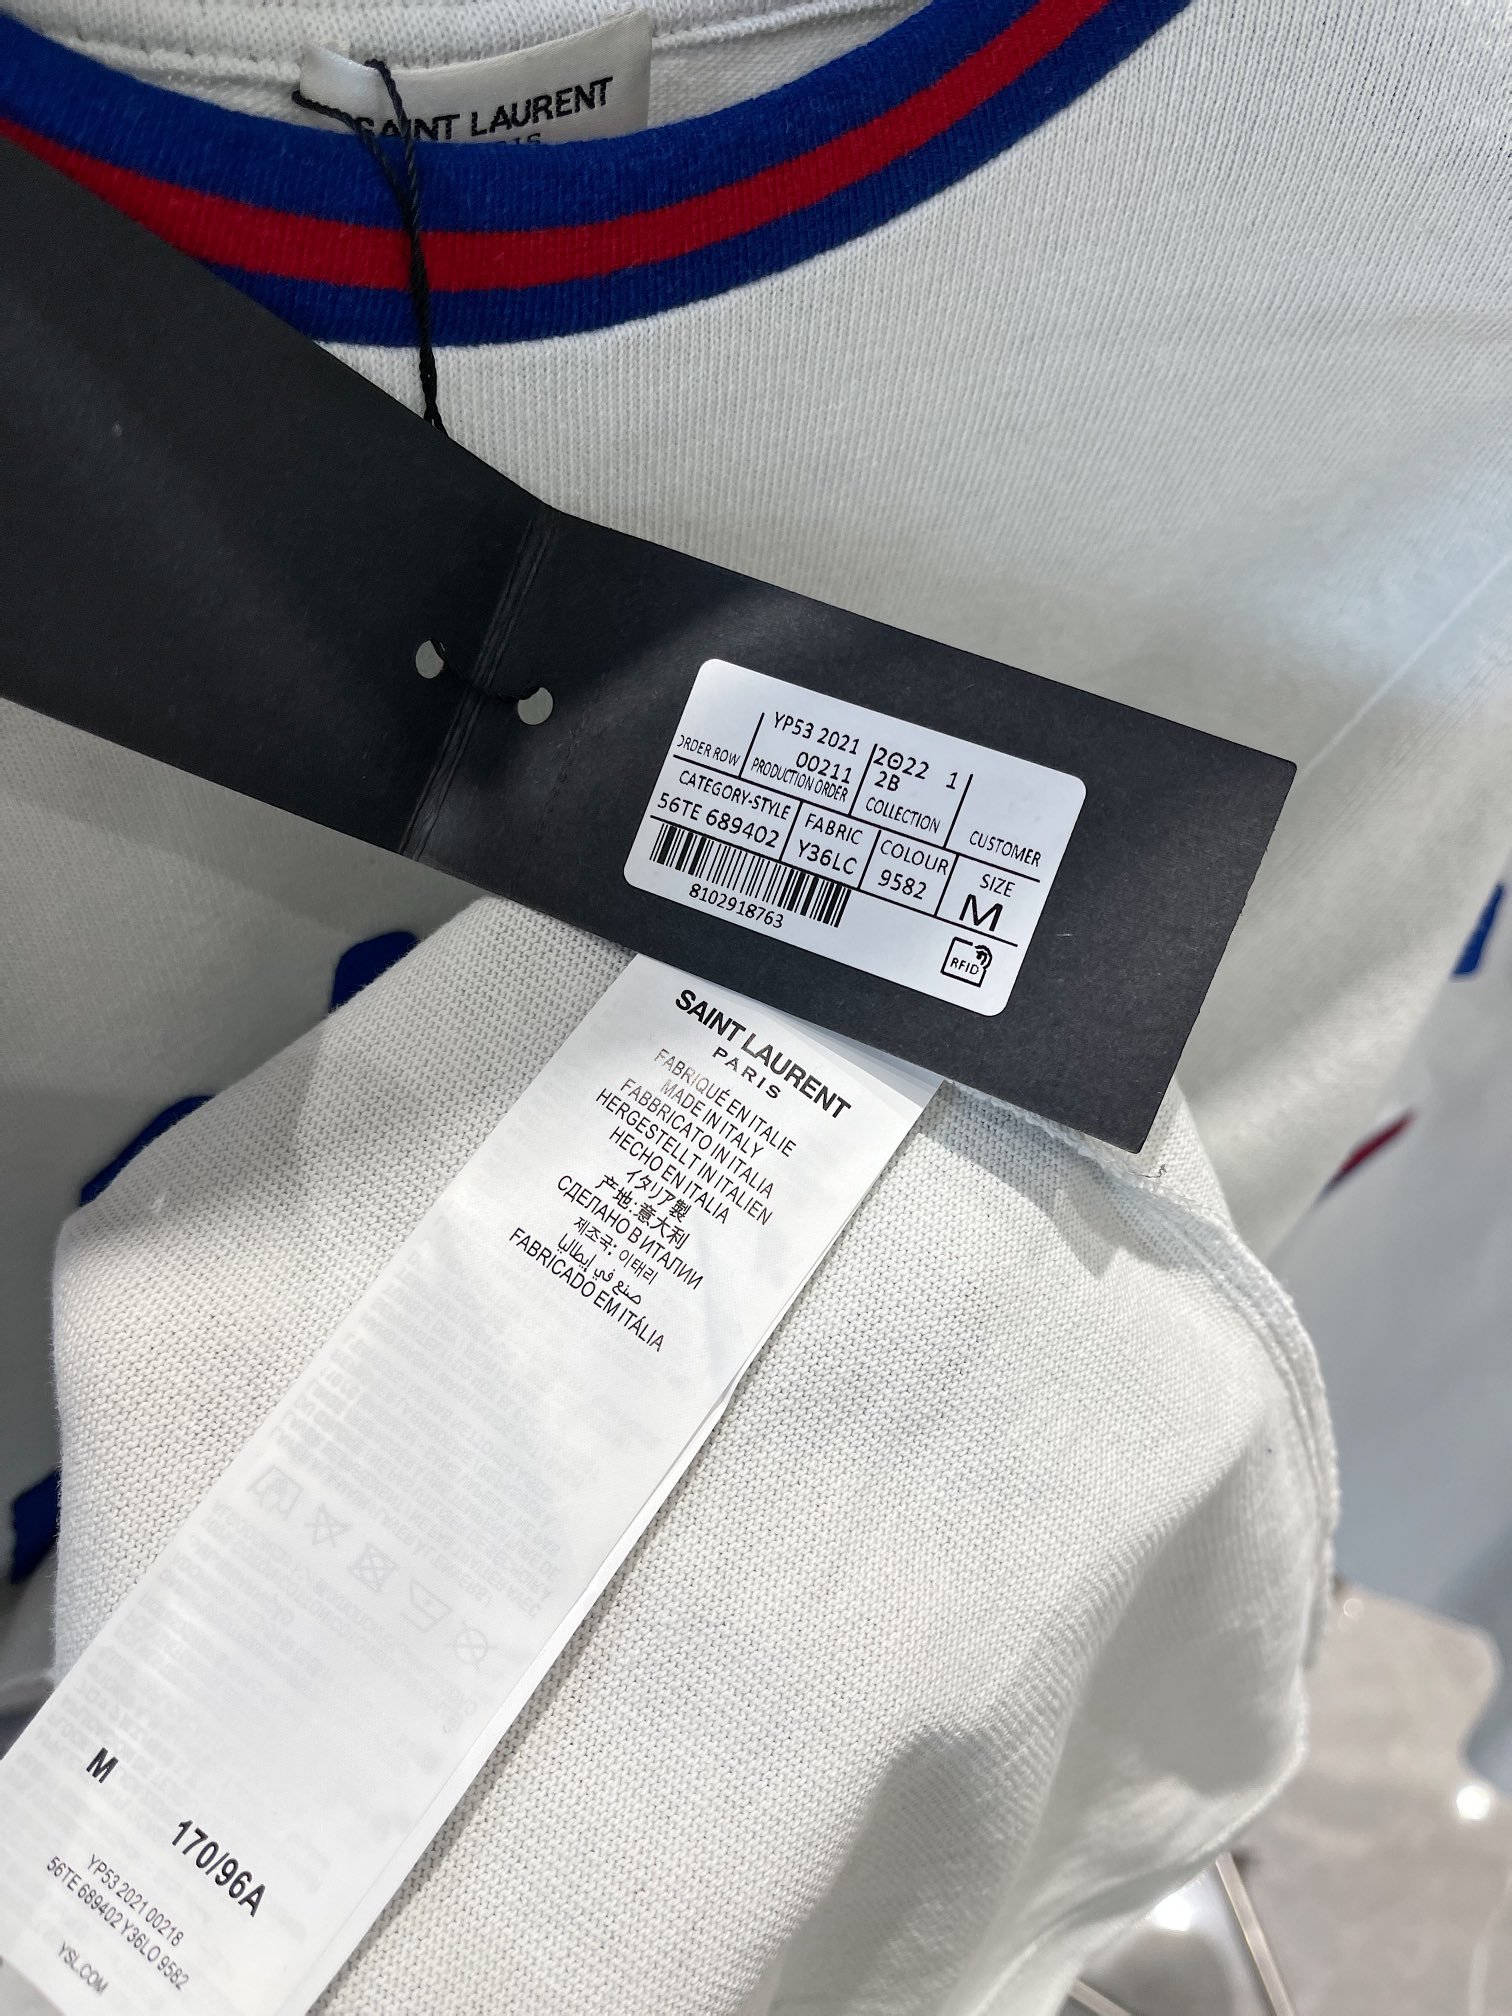 SAINT LAURENT
YP53 2021
00211
2022 1
2B
ORDER ROW
PRODUCTION ORDER
COLLECTION
CUSTOMER
CATEGORY-STYLE
56TE 689402
FABRIC
Y36LC
COLOUR
9582
SIZE
M
8102918763
RFID
SAINT LAURENT
PARIS
FABRIQUÉ EN ITALIE
MADE IN ITALY
FABBRICATO IN ITALIA
HERGESTELLT IN ITALIEN
HECHO EN ITALIA
イタリア製
产地:意大利
СДЕЛАНО В ИТАЛИИ
제조국: 이태리
صنع في إيطاليا
FABRICADO EM ITÁLIA
M
170/96A
YP53 2021 00218
56TE 689402 Y36LO 9582
YSL.COM